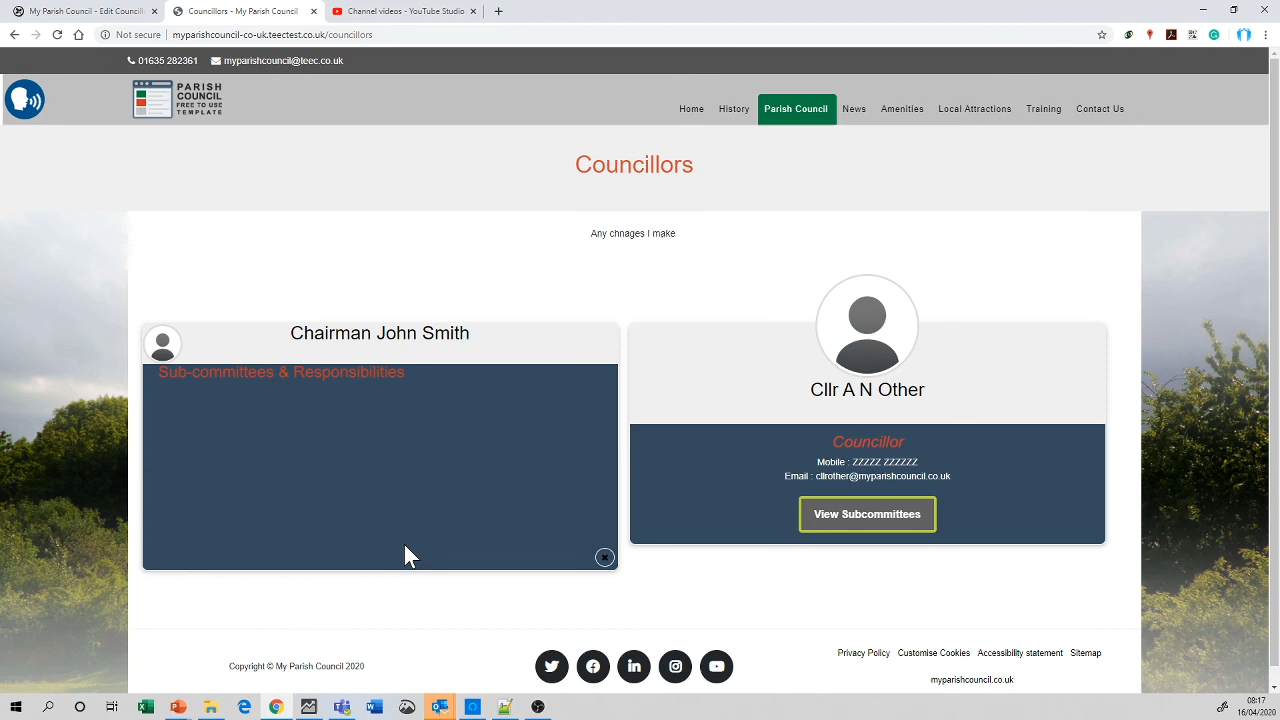 My Parish Council - Edit Councill
Councillors - My Parish Council
Channel videos - YouTube Studio
Not secure
myparishcouncil-co-uk.teectest.co.uk/councillors
01635 282361
myparishcouncil@teec.co.uk
PARISH
COUNCIL
FREE TO USE
TEMPLATE
Home
History
Parish Council
News
Amenities
Local Attractions
Training
Contact Us
Councillors
Any chnages I make
Chairman John Smith
Sub-committees & Responsibilities
Cllr A N Other
Councillor
Mobile : ZZZZZ ZZZZZZ
Email : cllrother@myparishcouncil.co.uk
View Subcommittees
Copyright © My Parish Council 2020
Privacy Policy
Customise Cookies
Accessibility statement
Sitemap
myparishcouncil.co.uk
08:17
16/04/2020